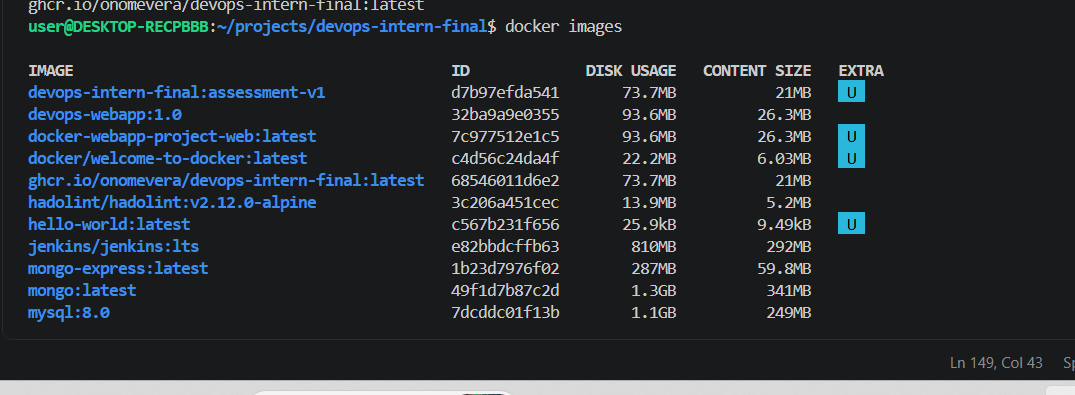 ghcr.io/onomevera/devops-intern-final:latest
user@DESKTOP-RECPBBB:~/projects/devops-intern-final$ docker images
IMAGE ID DISK USAGE CONTENT SIZE EXTRA
devops-intern-final:assessment-v1 d7b97efda541 73.7MB 21MB U
devops-webapp:1.0 32ba9a9e0355 93.6MB 26.3MB
docker-webapp-project-web:latest 7c977512e1c5 93.6MB 26.3MB U
docker/welcome-to-docker:latest c4d56c24da4f 22.2MB 6.03MB U
ghcr.io/onomevera/devops-intern-final:latest 68546011d6e2 73.7MB 21MB
hadolint/hadolint:v2.12.0-alpine 3c206a451cec 13.9MB 5.2MB
hello-world:latest c567b231f656 25.9kB 9.49kB U
jenkins/jenkins:lts e82bbdcffb63 810MB 292MB
mongo-express:latest 1b23d7976f02 287MB 59.8MB
mongo:latest 49f1d7b87c2d 1.3GB 341MB
mysql:8.0 7dcddc01f13b 1.1GB 249MB
Ln 149, Col 43 Sp